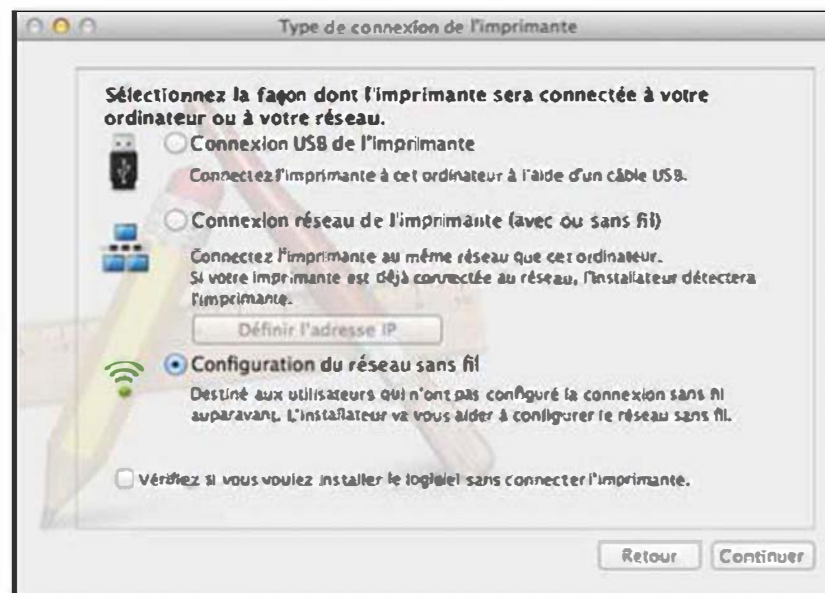 Type de connexion de l'imprimante
Sélectionnez la façon dont l'imprimante sera connectée à votre
ordinateur ou à votre réseau.
Connexion USB de l'imprimante
Connectez l'imprimante à cet ordinateur à l'aide d'un câble USB.
Connexion réseau de l'imprimante (avec ou sans fil)
Connectez l'imprimante au même réseau que cet ordinateur.
Si votre imprimante est déjà connectée au réseau, l'installateur détectera
l'imprimante.
Définir l'adresse IP
Configuration du réseau sans fil
Destiné aux utilisateurs qui n'ont pas configuré la connexion sans fil
auparavant. L'installateur va vous aider à configurer le réseau sans fil.
Vérifiez si vous voulez installer le logiciel sans connecter l'imprimante.
Retour
Continuer